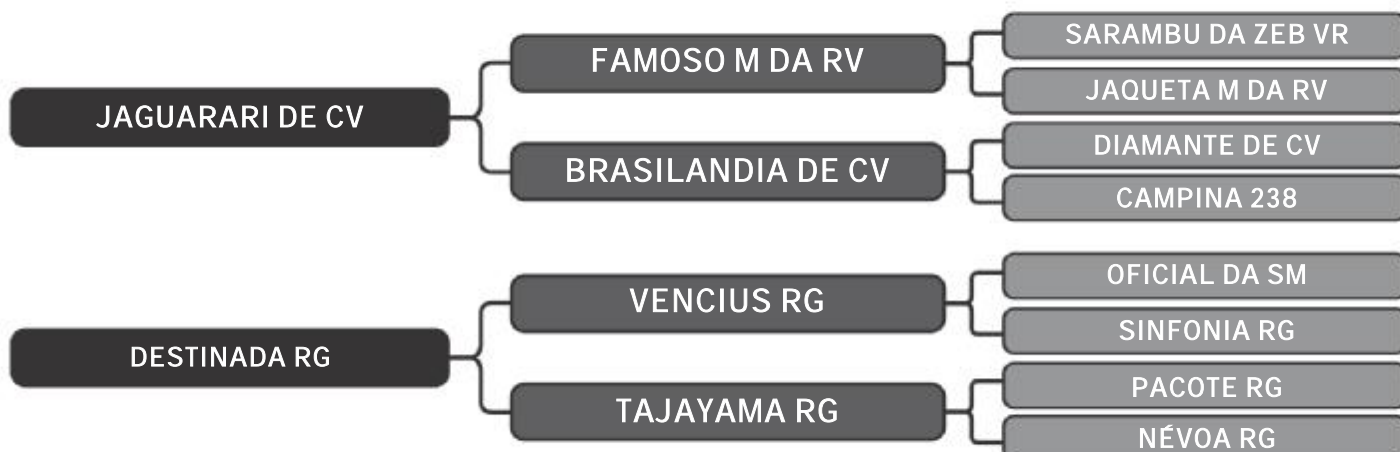 JAGUARARI DE CV
FAMOSO M DA RV
SARAMBU DA ZEB VR
JAQUETA M DA RV
BRASILANDIA DE CV
DIAMANTE DE CV
CAMPINA 238
DESTINADA RG
VENCIUS RG
OFICIAL DA SM
SINFONIA RG
TAJAYAMA RG
PACOTE RG
NÉVOA RG